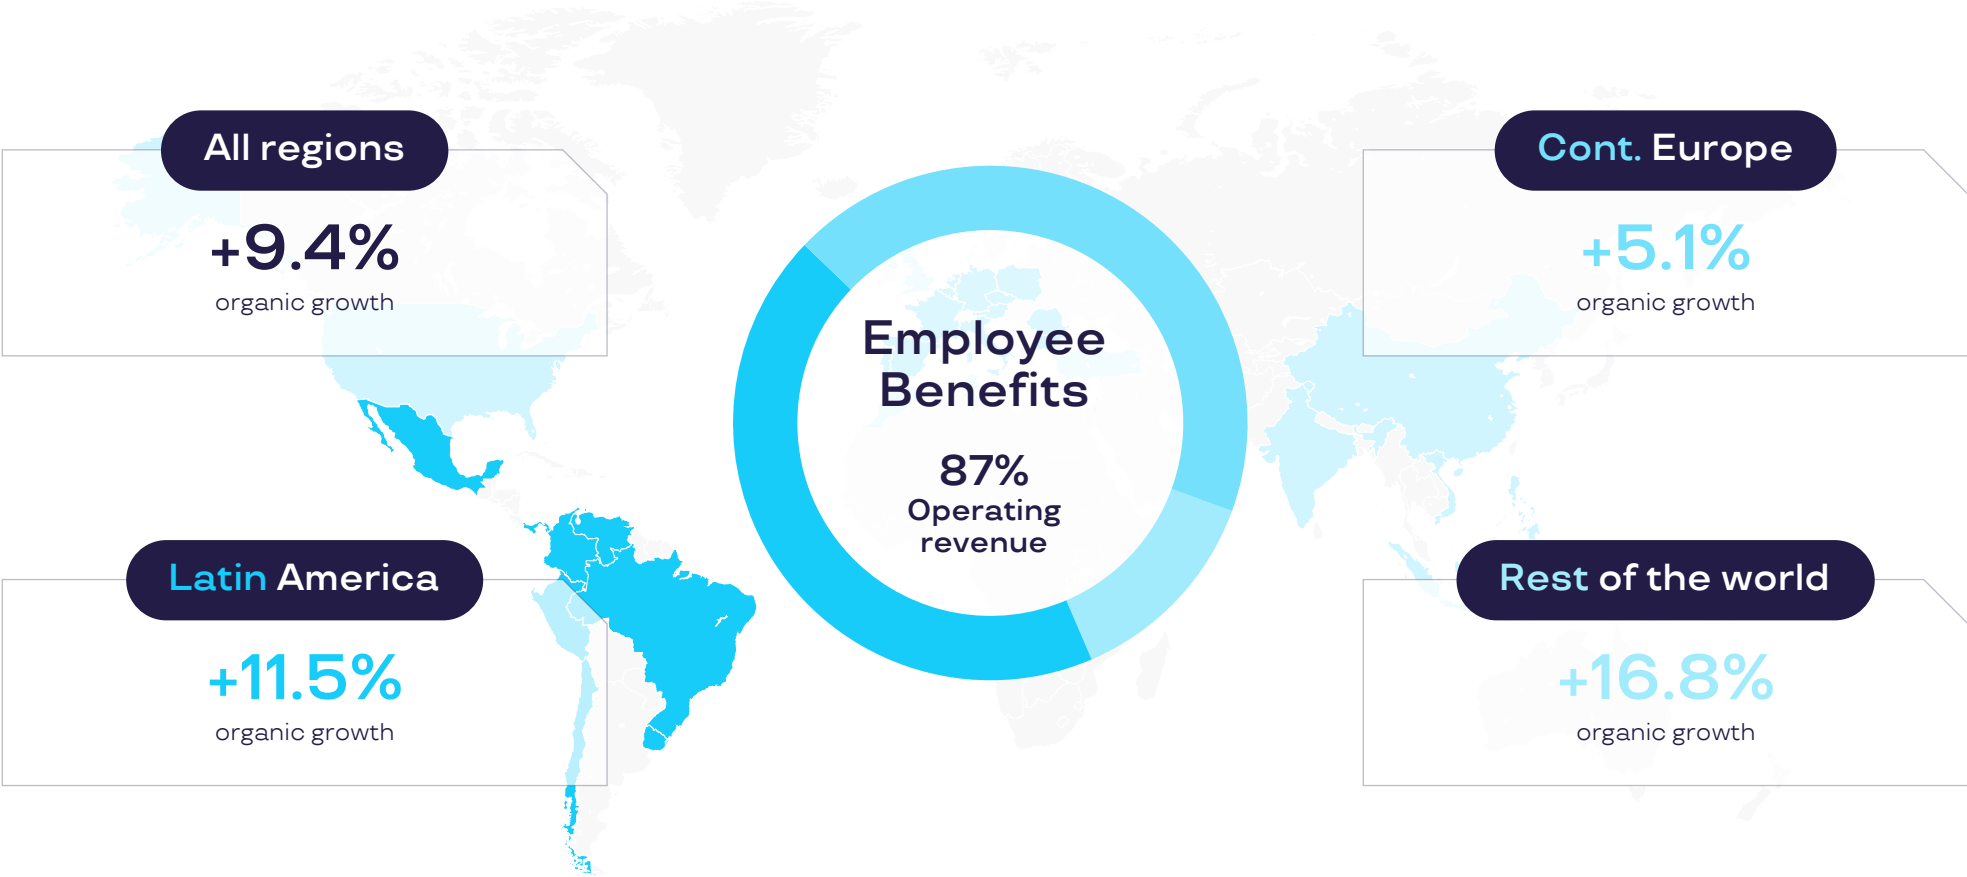 All regions
+9.4%
organic growth
Latin America
+11.5%
organic growth
Employee
Benefits
87%
Operating
revenue
Cont. Europe
+5.1%
organic growth
Rest of the world
+16.8%
organic growth